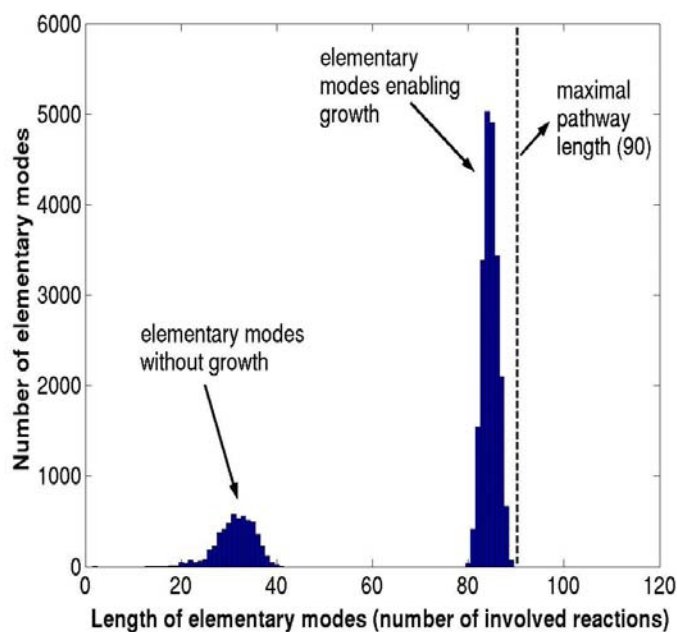 6000
5000
4000
3000
2000
1000
0
Number of elementary modes
elementary
modes enabling
growth
maximal
pathway
length (90)
elementary modes
without growth
0 20 40 60 80 100 120
Length of elementary modes (number of involved reactions)